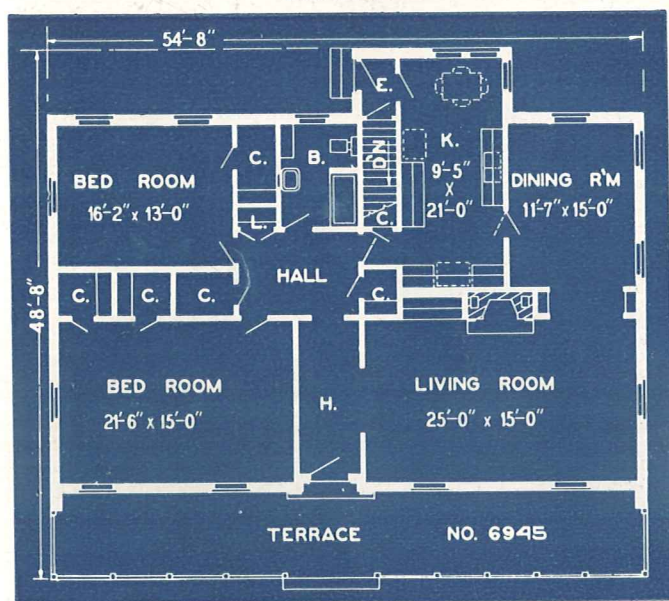 54'-8"
48'-8"
E.
K.
9'-5"
X
21'-0"
D'N
C.
B.
C.
L.
BED ROOM
16'-2" x 13'-0"
DINING R'M
11'-7" x 15'-0"
HALL
C.
C.
C.
C.
BED ROOM
21'-6" x 15'-0"
H.
LIVING ROOM
25'-0" x 15'-0"
TERRACE
NO. 6945